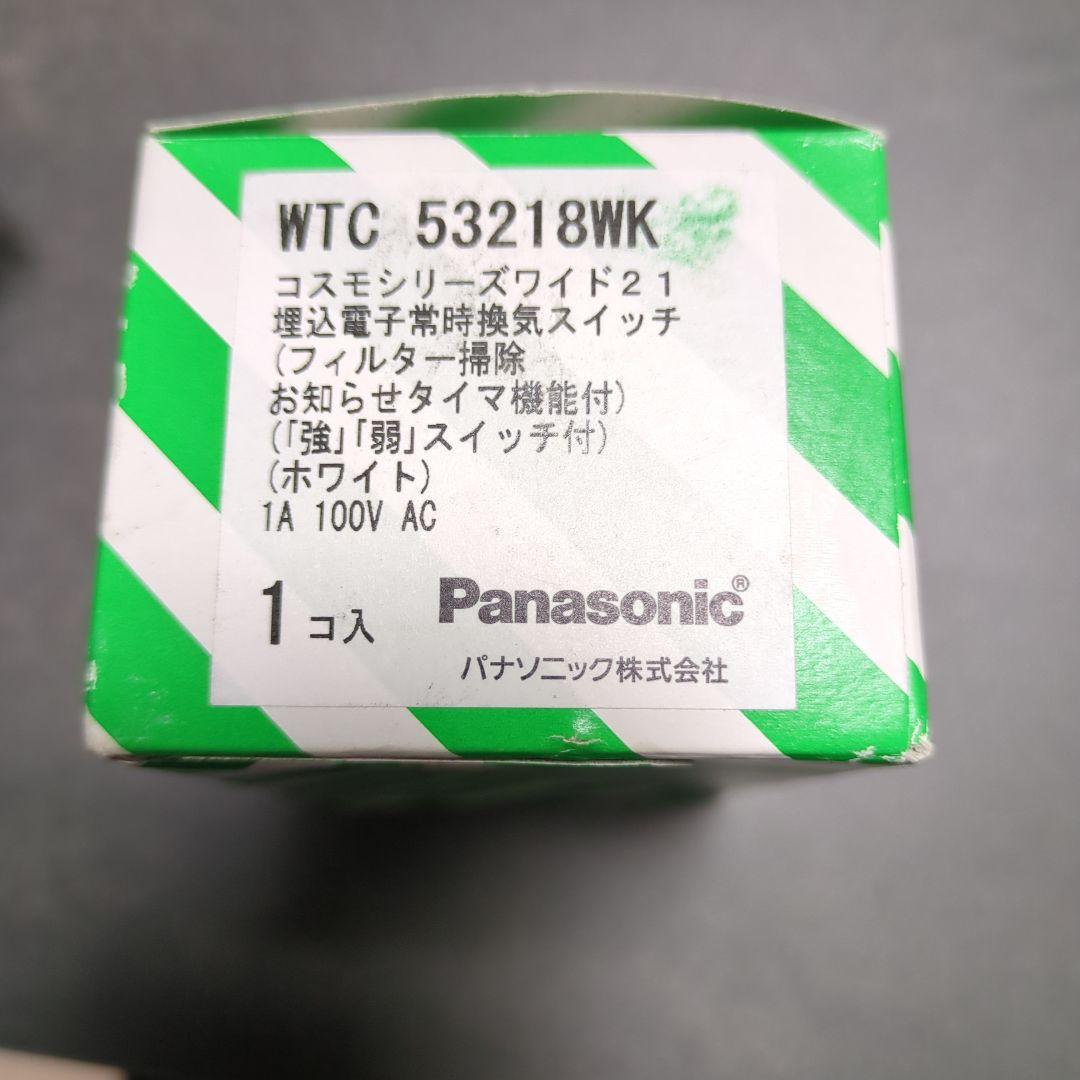 WTC 53218WK
コスモシリーズワイド21
埋込電子常時換気スイッチ
(フィルター掃除
お知らせタイマ機能付)
(「強」「弱」スイッチ付)
(ホワイト)
1A 100V AC
1コ入
Panasonic®
パナソニック株式会社